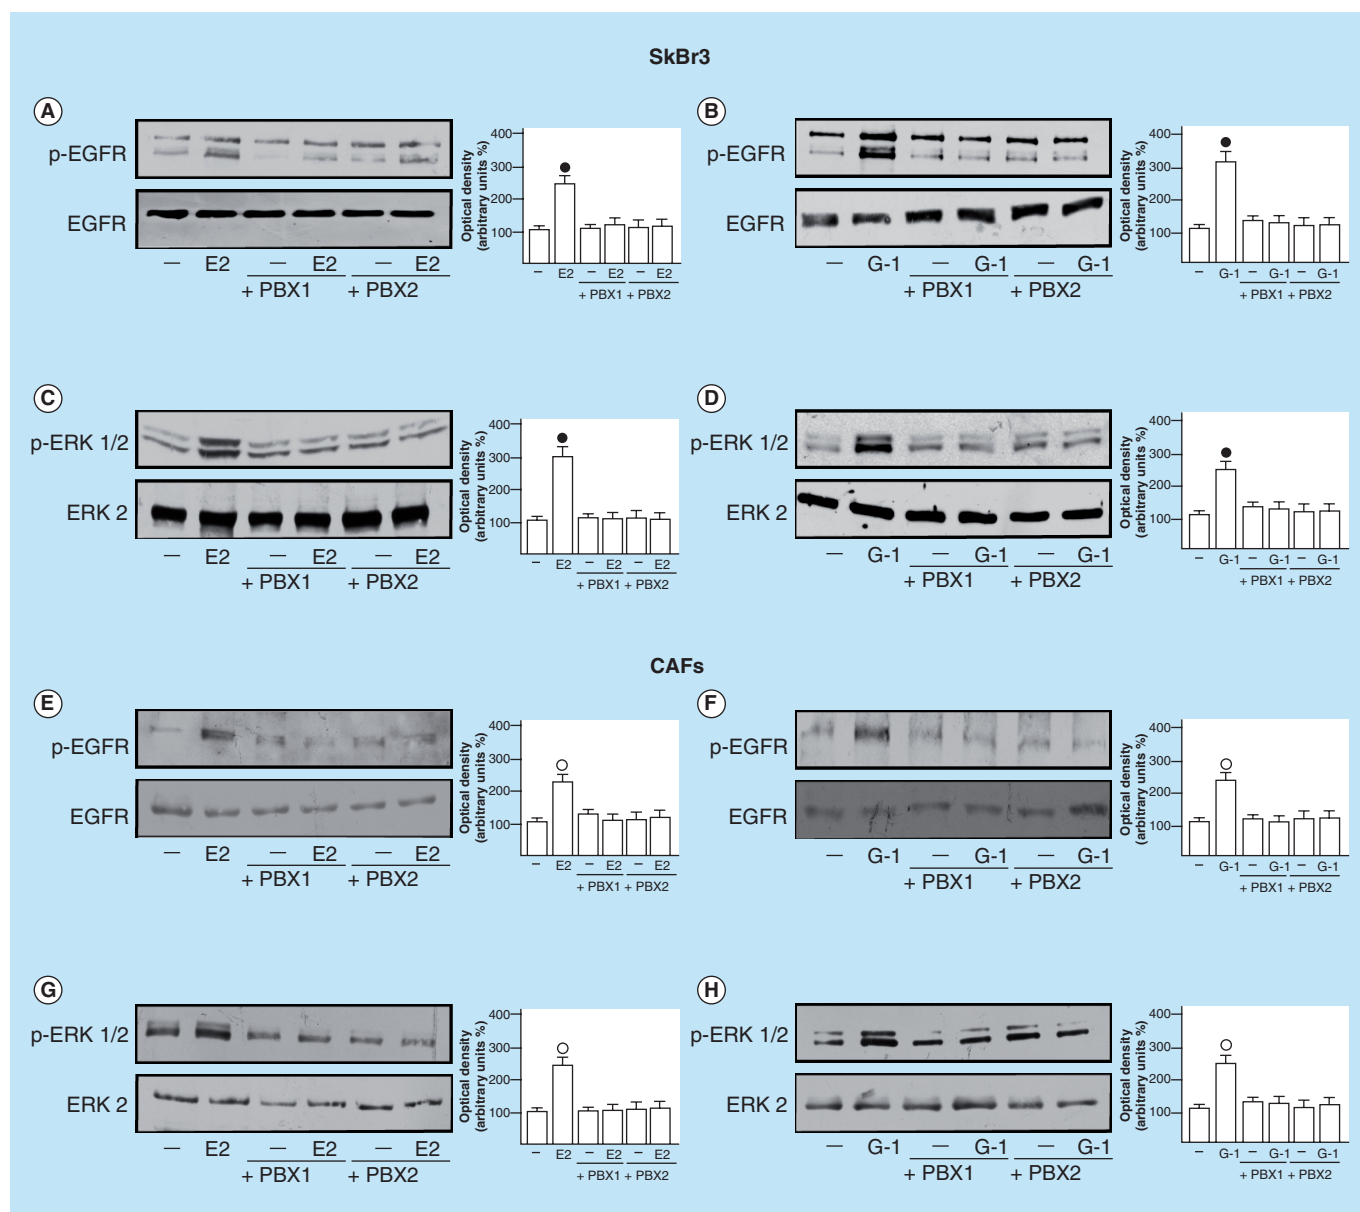 SkBr3
A
p-EGFR
EGFR
— E2 — E2 — E2
+ PBX1 + PBX2
Optical density
(arbitrary units %)
400
300
200
100
– E2 – E2 – E2
+ PBX1 + PBX2
B
p-EGFR
EGFR
— G-1 — G-1 — G-1
+ PBX1 + PBX2
Optical density
(arbitrary units %)
400
300
200
100
– G-1 – G-1 – G-1
+ PBX1 + PBX2
C
p-ERK 1/2
ERK 2
— E2 — E2 — E2
+ PBX1 + PBX2
Optical density
(arbitrary units %)
400
300
200
100
– E2 – E2 – E2
+ PBX1 + PBX2
D
p-ERK 1/2
ERK 2
— G-1 — G-1 — G-1
+ PBX1 + PBX2
Optical density
(arbitrary units %)
400
300
200
100
– G-1 – G-1 – G-1
+ PBX1 + PBX2
CAFs
E
p-EGFR
EGFR
— E2 — E2 — E2
+ PBX1 + PBX2
Optical density
(arbitrary units %)
400
300
200
100
– E2 – E2 – E2
+ PBX1 + PBX2
F
p-EGFR
EGFR
— G-1 — G-1 — G-1
+ PBX1 + PBX2
Optical density
(arbitrary units %)
400
300
200
100
– G-1 – G-1 – G-1
+ PBX1 + PBX2
G
p-ERK 1/2
ERK 2
— E2 — E2 — E2
+ PBX1 + PBX2
Optical density
(arbitrary units %)
400
300
200
100
– E2 – E2 – E2
+ PBX1 + PBX2
H
p-ERK 1/2
ERK 2
— G-1 — G-1 — G-1
+ PBX1 + PBX2
Optical density
(arbitrary units %)
400
300
200
100
– G-1 – G-1 – G-1
+ PBX1 + PBX2